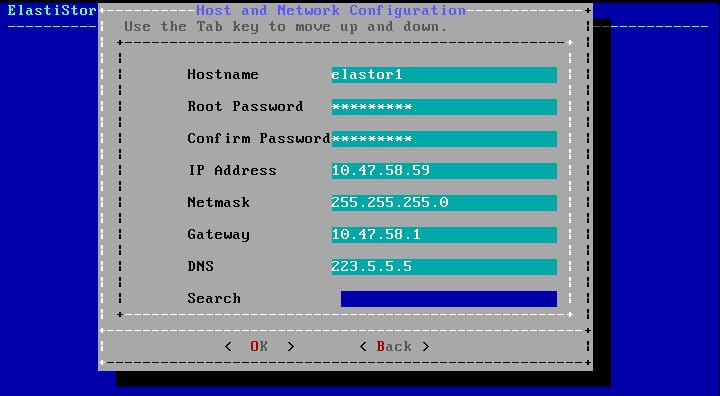 ElastiStor
Host and Network Configuration
Use the Tab key to move up and down.
Hostname elastor1
Root Password *********
Confirm Password *********
IP Address 10.47.58.59
Netmask 255.255.255.0
Gateway 10.47.58.1
DNS 223.5.5.5
Search
< OK > < Back >